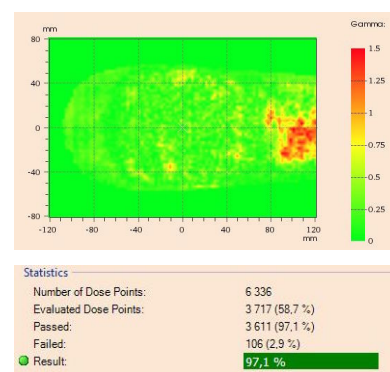 mm
Gamma:
80
40
0
-40
-80
-120 -80 -40 0 40 80 120
mm
1.5
1.25
1
0.75
0.5
0.25
0
Statistics
Number of Dose Points: 6 336
Evaluated Dose Points: 3 717 (58,7 %)
Passed: 3 611 (97,1 %)
Failed: 106 (2,9 %)
Result: 97,1 %